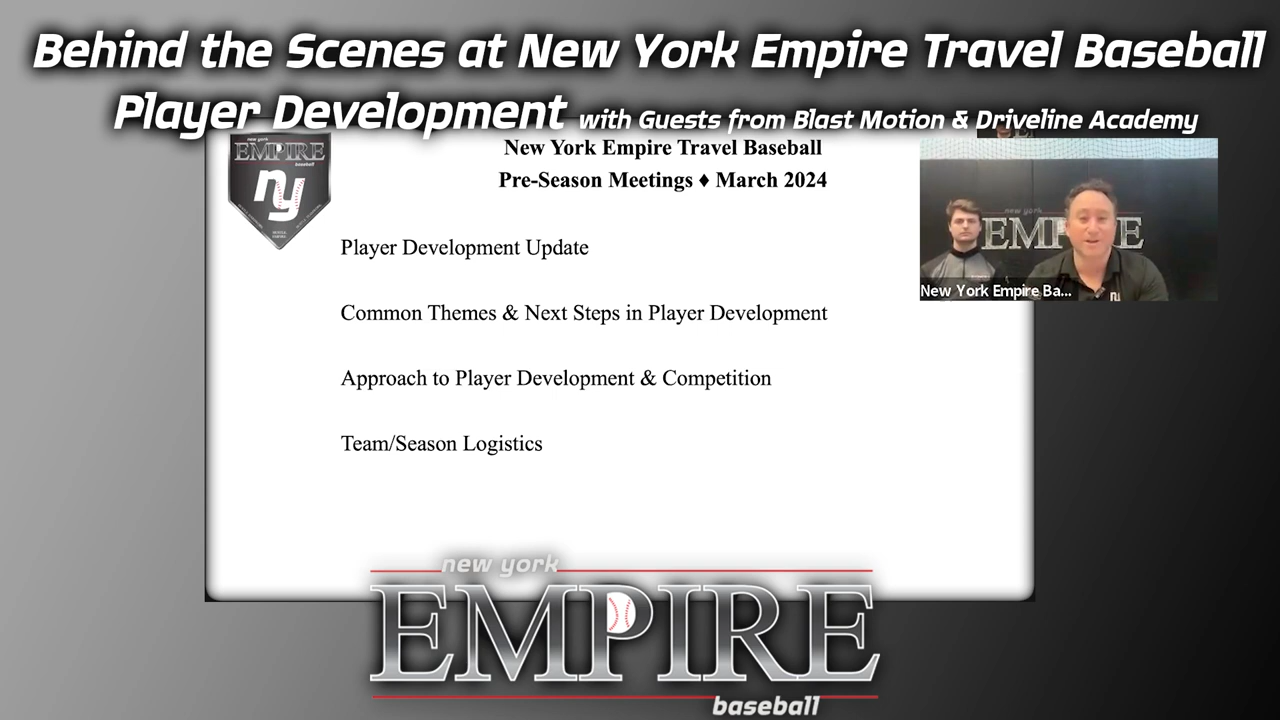 Behind the Scenes at New York Empire Travel Baseball
Player Development with Guests from Blast Motion & Driveline Academy
new york
EMPIRE
baseball
ny
New York Empire Travel Baseball
Pre-Season Meetings ♦ March 2024
new york
EMPIRE
ny
New York Empire Ba...
Player Development Update
Common Themes & Next Steps in Player Development
Approach to Player Development & Competition
Team/Season Logistics
new york
EMPIRE
baseball